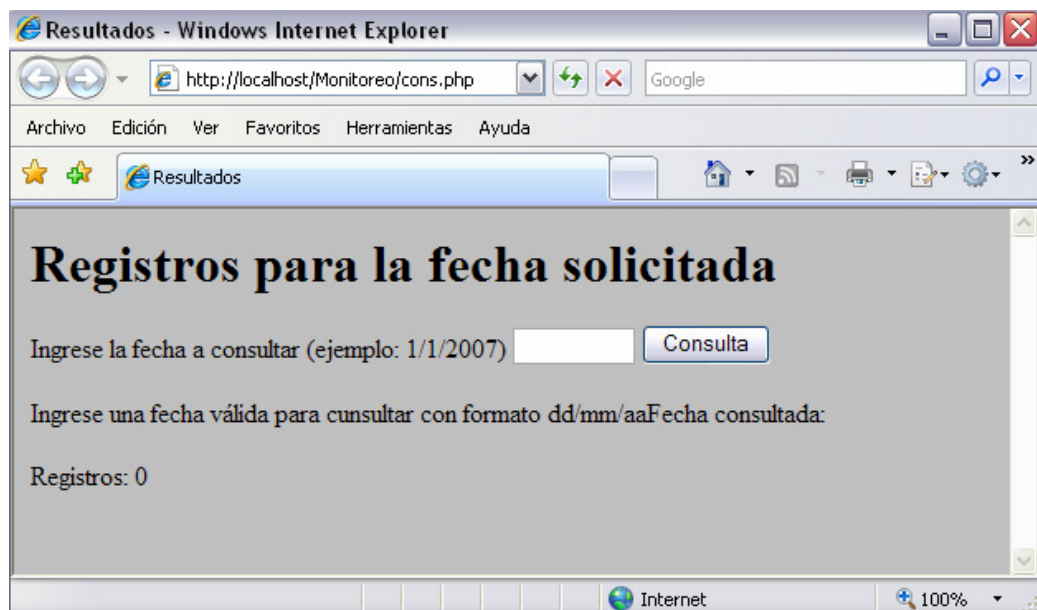 Resultados - Windows Internet Explorer
http://localhost/Monitoreo/cons.php
Google
Archivo Edición Ver Favoritos Herramientas Ayuda
Resultados
Registros para la fecha solicitada
Ingrese la fecha a consultar (ejemplo: 1/1/2007) Consulta
Ingrese una fecha válida para cunsultar con formato dd/mm/aaFecha consultada:
Registros: 0
Internet 100%